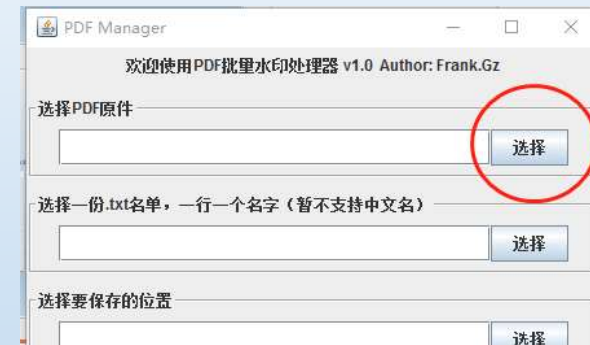 PDF Manager
欢迎使用PDF批量水印处理器 v1.0 Author: Frank.Gz
选择PDF原件
选择
选择一份.txt名单，一行一个名字（暂不支持中文名）
选择
选择要保存的位置
选择